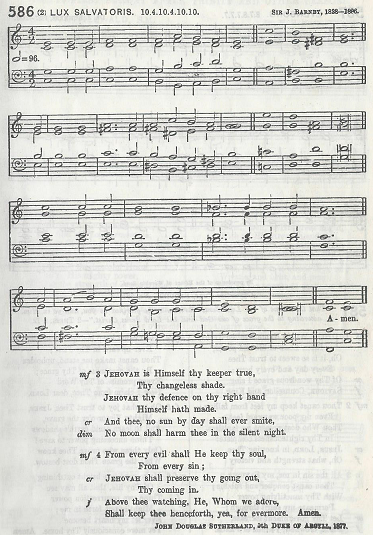 586 (2) LUX SALVATORIS. 10.4.10.4.10.10. SIR J. BARNBY, 1838—1896.
=96.
A - men.
mf 3 JEHOVAH is Himself thy keeper true,
Thy changeless shade.
JEHOVAH thy defence on thy right hand
Himself hath made.
cr And thee, no sun by day shall ever smite,
dim No moon shall harm thee in the silent night.
mf 4 From every evil shall He keep thy soul,
From every sin;
cr JEHOVAH shall preserve thy going out,
Thy coming in.
f Above thee watching, He, Whom we adore,
Shall keep thee henceforth, yea, for evermore. Amen.
JOHN DOUGLAS SUTHERLAND, 9th DUKE OF ARGYLL, 1877.